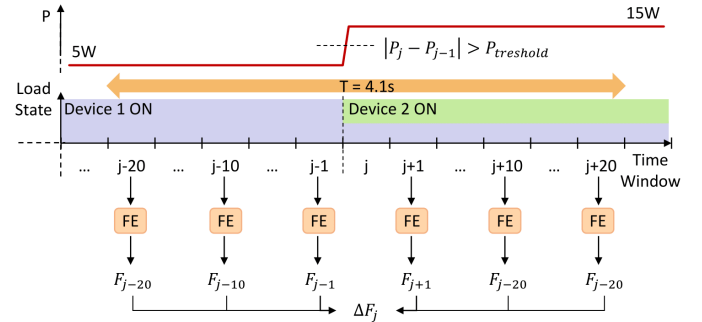 P
15W
5W
|P_j − P_{j−1}| > P_{treshold}
T = 4.1s
Load
State
Device 1 ON
Device 2 ON
... j-20 ... j-10 ... j-1 j j+1 ... j+10 ... j+20 Time
Window
FE FE FE FE FE FE
F_{j−20} F_{j−10} F_{j−1} F_{j+1} F_{j−20} F_{j−20}
ΔF_j